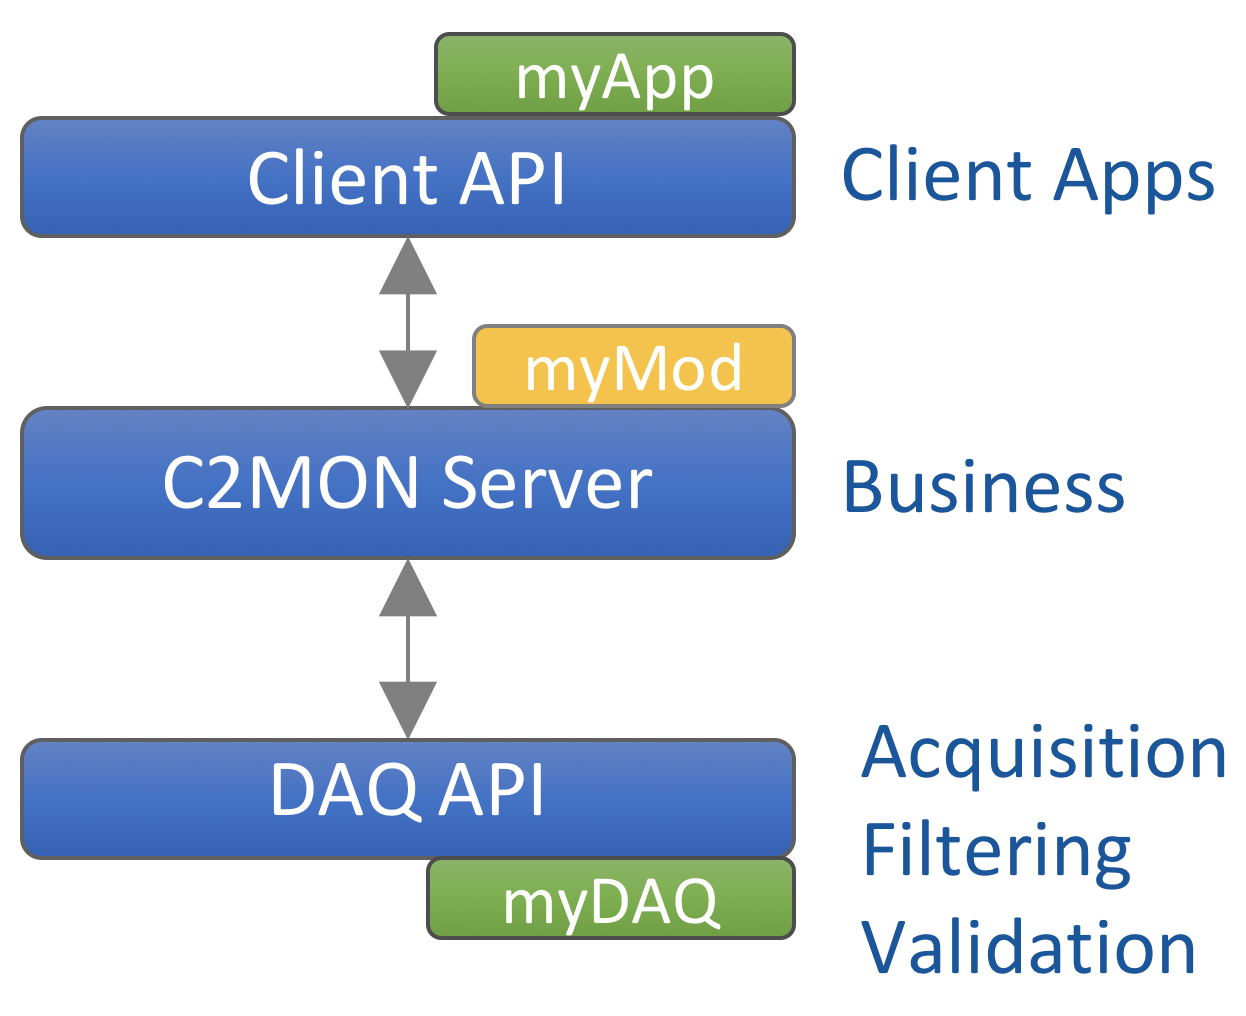 myApp
Client API
Client Apps
myMod
C2MON Server
Business
DAQ API
myDAQ
Acquisition
Filtering
Validation